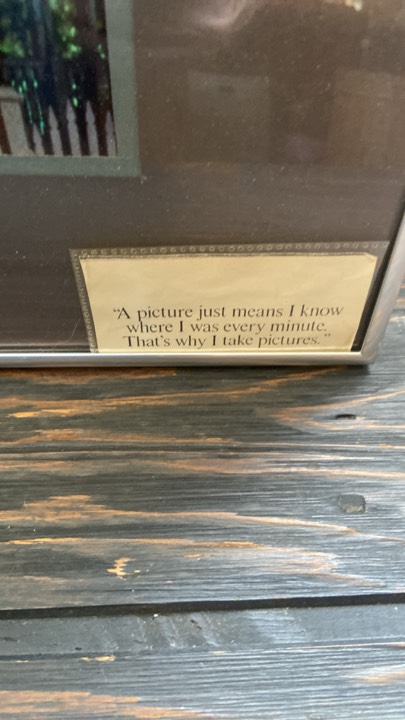 “A picture just means I know
where I was every minute.
That's why I take pictures.”